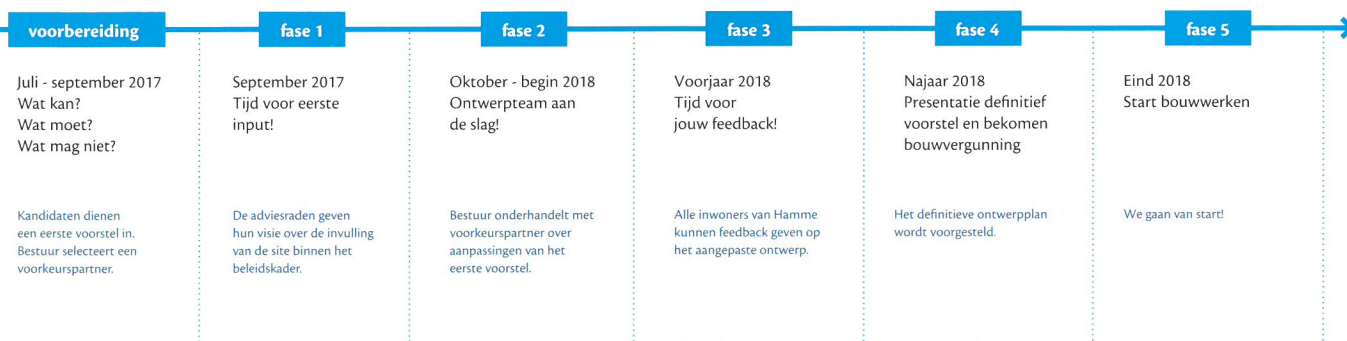 voorbereiding
fase 1
fase 2
fase 3
fase 4
fase 5
Juli - september 2017
Wat kan?
Wat moet?
Wat mag niet?
September 2017
Tijd voor eerste
input!
Oktober - begin 2018
Ontwerpteam aan
de slag!
Voorjaar 2018
Tijd voor
jouw feedback!
Najaar 2018
Presentatie definitief
voorstel en bekomen
bouwvergunning
Eind 2018
Start bouwwerken
Kandidaten dienen
een eerste voorstel in.
Bestuur selecteert een
voorkeurspartner.
De adviesraden geven
hun visie over de invulling
van de site binnen het
beleidskader.
Bestuur onderhandelt met
voorkeurspartner over
aanpassingen van het
eerste voorstel.
Alle inwoners van Hamme
kunnen feedback geven op
het aangepaste ontwerp.
Het definitieve ontwerpplan
wordt voorgesteld.
We gaan van start!